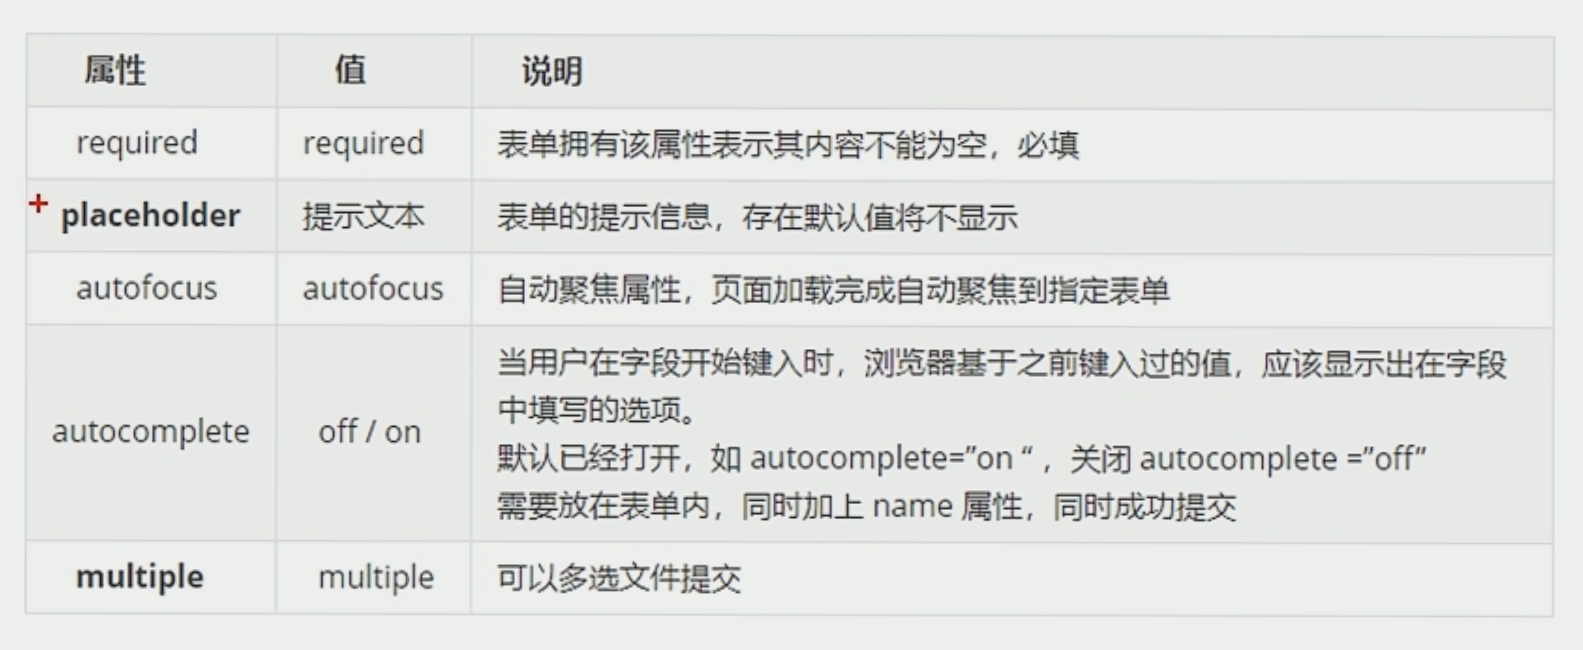 属性 值 说明
required required 表单拥有该属性表示其内容不能为空，必填
placeholder 提示文本 表单的提示信息，存在默认值将不显示
autofocus autofocus 自动聚焦属性，页面加载完成自动聚焦到指定表单
autocomplete off / on 当用户在字段开始键入时，浏览器基于之前键入过的值，应该显示出在字段
中填写的选项。
默认已经打开，如 autocomplete=”on “，关闭 autocomplete =”off”
需要放在表单内，同时加上 name 属性，同时成功提交
multiple multiple 可以多选文件提交